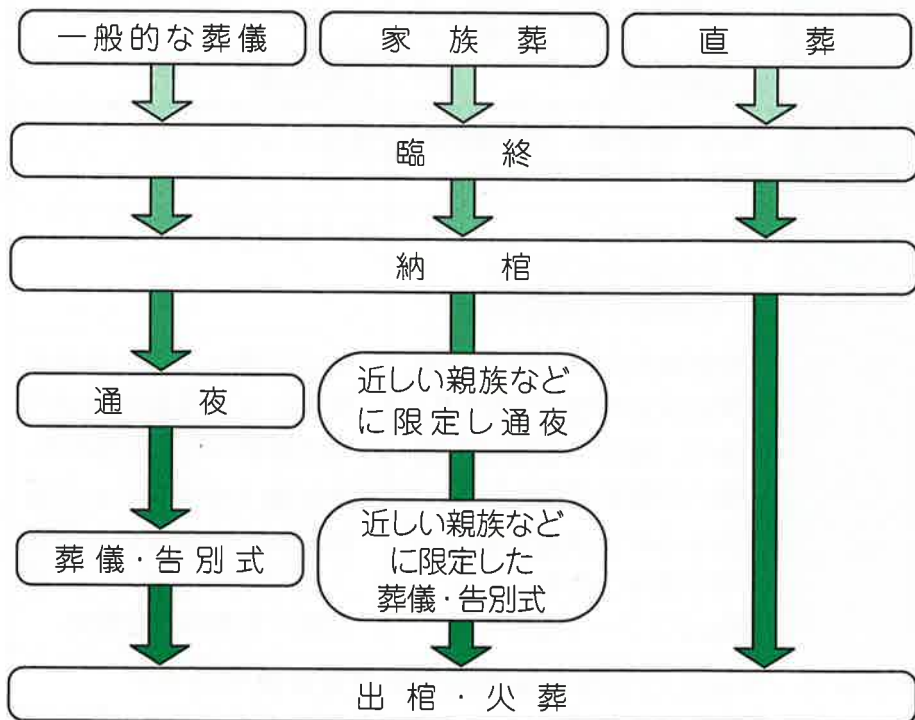 一般的な葬儀
家族葬
直葬
臨終
納棺
通夜
近しい親族など
に限定し通夜
葬儀・告別式
近しい親族など
に限定した
葬儀・告別式
出棺・火葬